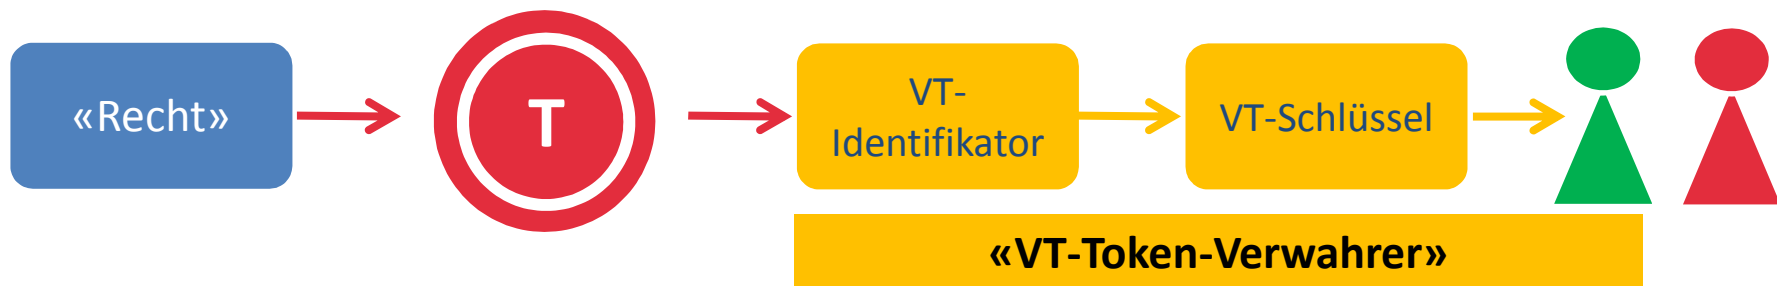 «Recht»
T
VT-
Identifikator
VT-Schlüssel
«VT-Token-Verwahrer»